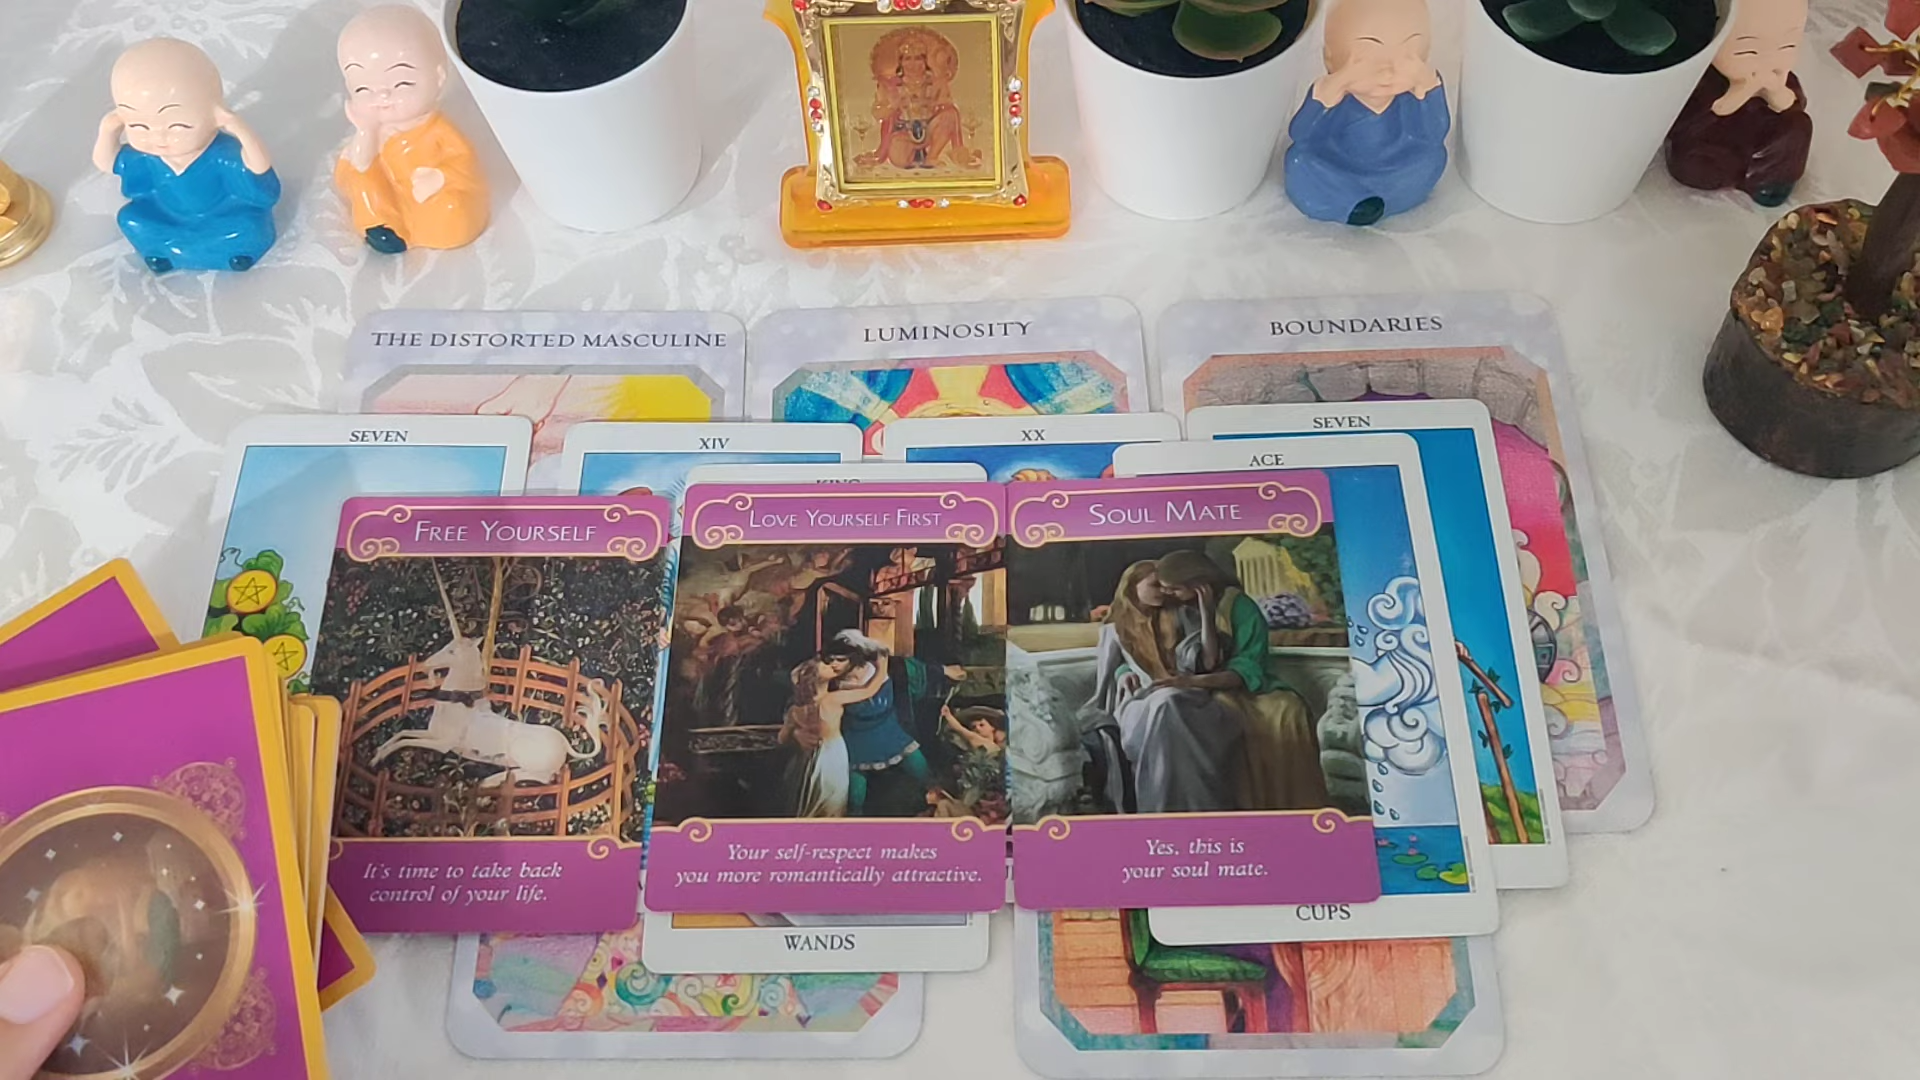 THE DISTORTED MASCULINE
LUMINOSITY
BOUNDARIES
SEVEN
XIV
XX
SEVEN
ACE
KING
FREE YOURSELF
LOVE YOURSELF FIRST
SOUL MATE
It's time to take back
control of your life.
Your self-respect makes
you more romantically attractive.
Yes, this is
your soul mate.
WANDS
CUPS